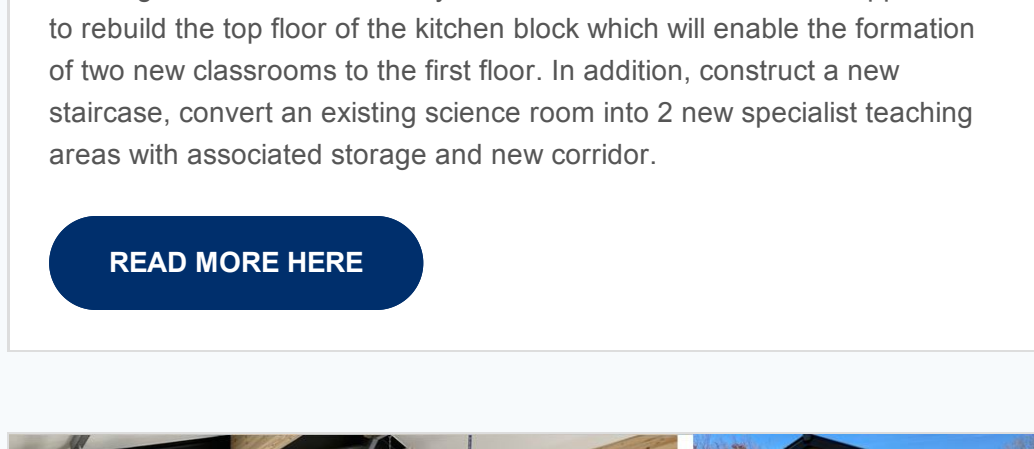 to rebuild the top floor of the kitchen block which will enable the formation
of two new classrooms to the first floor. In addition, construct a new
staircase, convert an existing science room into 2 new specialist teaching
areas with associated storage and new corridor.
READ MORE HERE